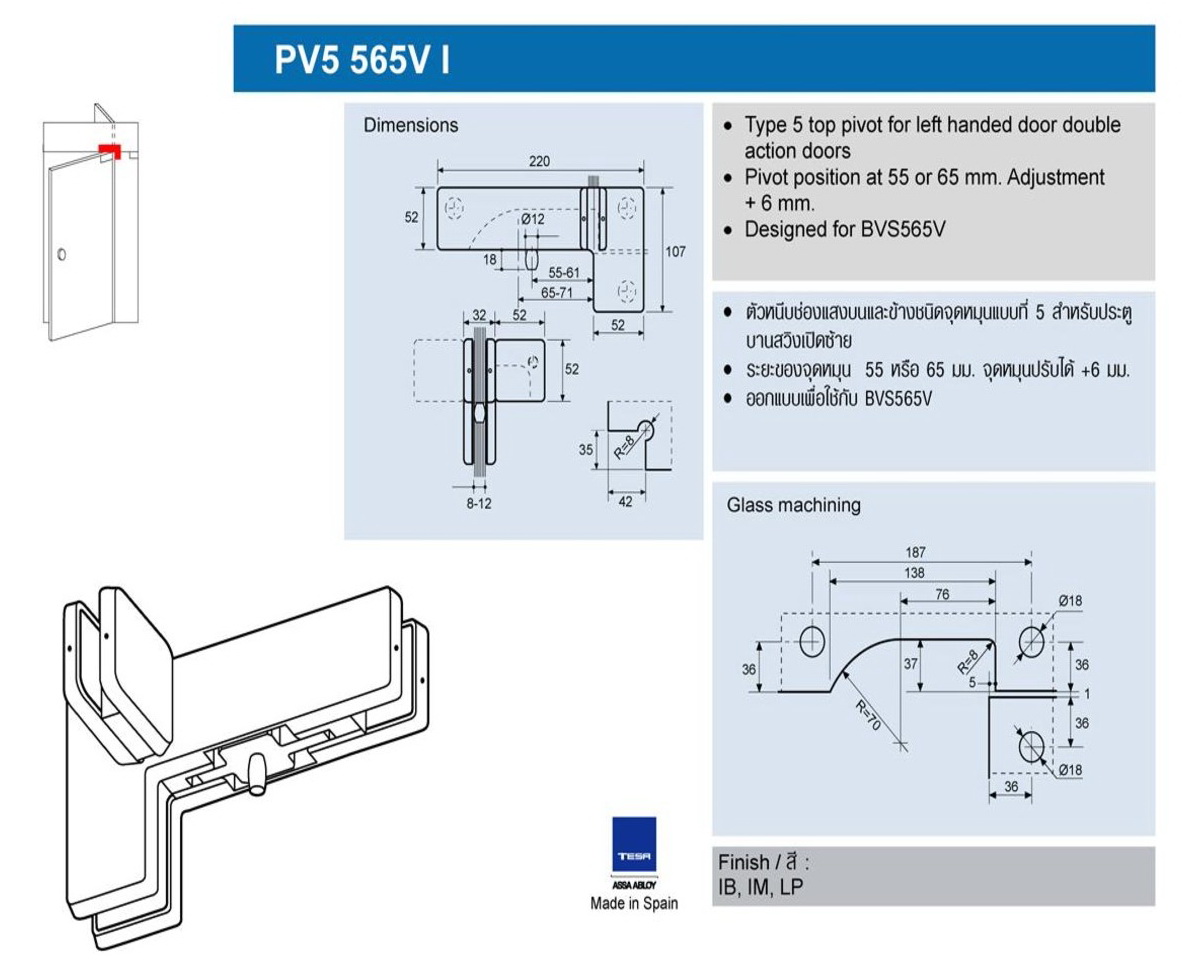 PV5 565V I
Dimensions
220
52
Ø12
18
107
55-61
65-71
32
52
52
52
35
R=8
8-12
42
• Type 5 top pivot for left handed door double
action doors
• Pivot position at 55 or 65 mm. Adjustment
+ 6 mm.
• Designed for BVS565V
• ตัวหนีบช่องแสงบนและข้างชนิดจุดหมุนแบบที่ 5 สำหรับประตู
บานสวิงเปิดซ้าย
• ระยะของจุดหมุน 55 หรือ 65 มม. จุดหมุนปรับได้ +6 มม.
• ออกแบบเพื่อใช้กับ BVS565V
Glass machining
187
138
76
Ø18
36
37
R=8
36
5
1
R=70
36
Ø18
36
TESA
ASSA ABLOY
Made in Spain
Finish / สี :
IB, IM, LP